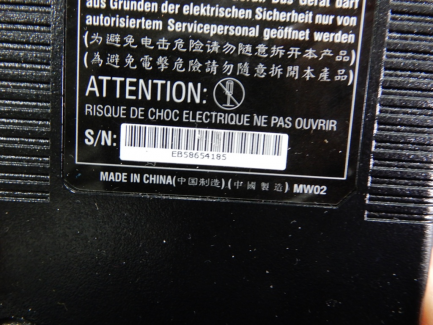 aus Gründen der elektrischen Sicherheit nur von
autorisiertem Servicepersonal geöffnet werden
(为避免电击危险请勿随意拆开本产品)
(為避免電擊危險請勿隨意拆開本產品)
ATTENTION:
RISQUE DE CHOC ELECTRIQUE NE PAS OUVRIR
S/N:
EB58654185
MADE IN CHINA(中国制造)(中國製造) MW02